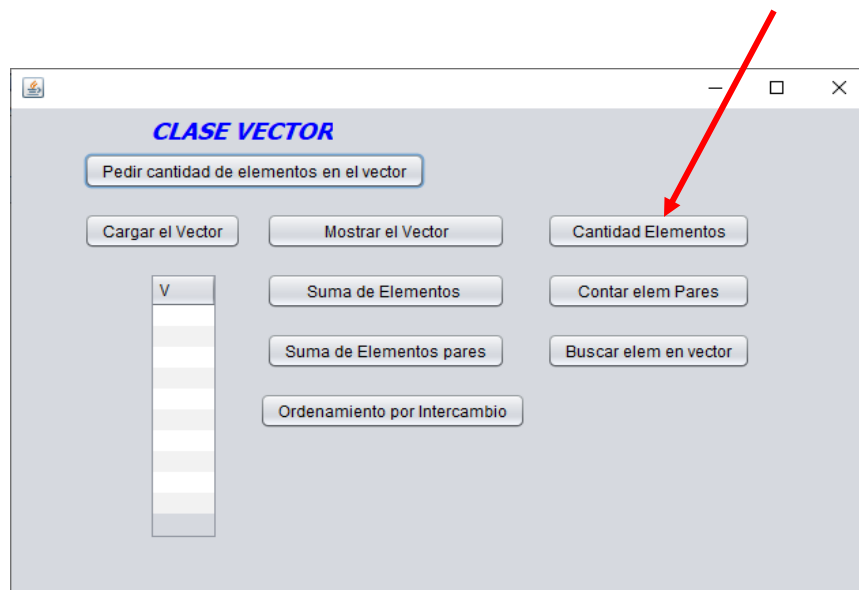 CLASE VECTOR
Pedir cantidad de elementos en el vector
Cargar el Vector
Mostrar el Vector
Cantidad Elementos
V
Suma de Elementos
Contar elem Pares
Suma de Elementos pares
Buscar elem en vector
Ordenamiento por Intercambio